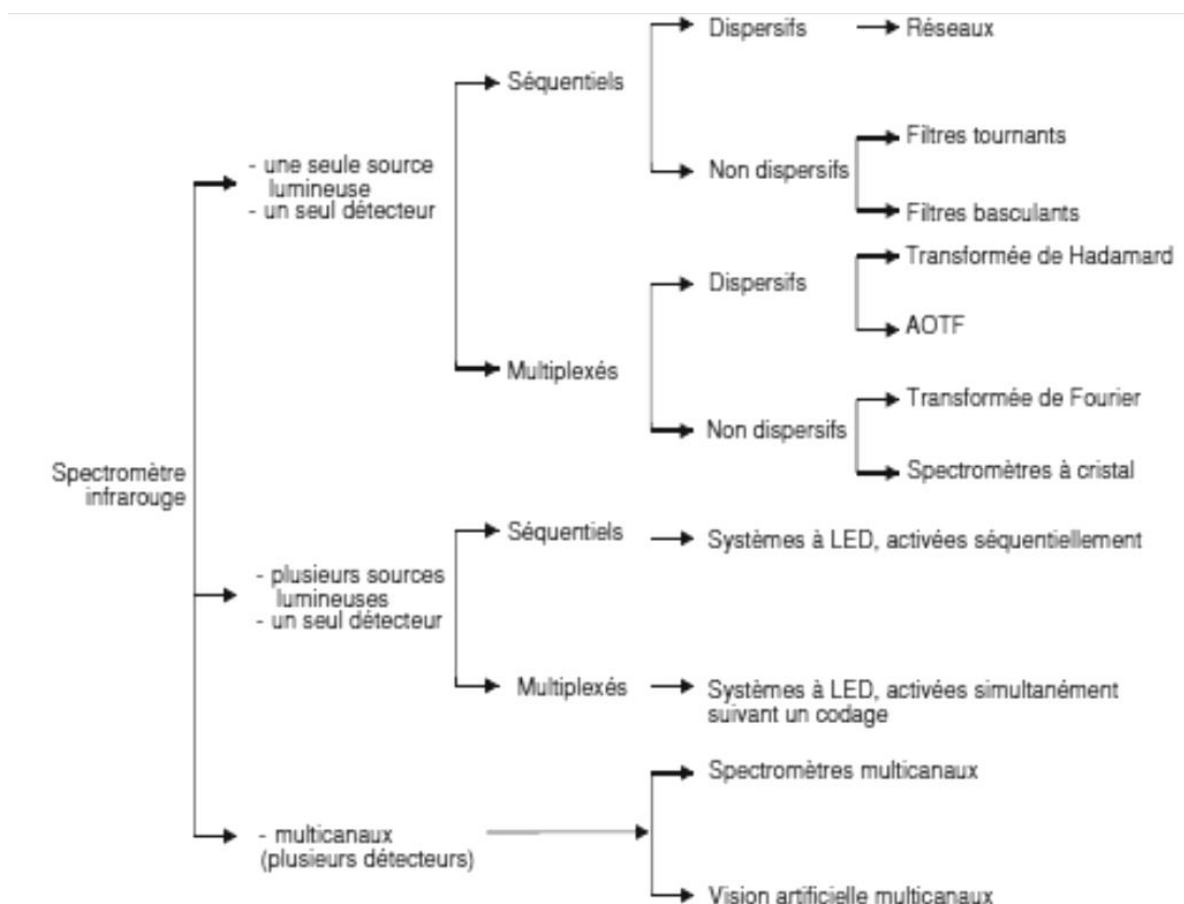 Spectromètre
infrarouge
- une seule source
lumineuse
- un seul détecteur
Séquentiels
Dispersifs
Réseaux
Non dispersifs
Filtres tournants
Filtres basculants
Multiplexés
Dispersifs
Transformée de Hadamard
AOTF
Non dispersifs
Transformée de Fourier
Spectromètres à cristal
- plusieurs sources
lumineuses
- un seul détecteur
Séquentiels
Systèmes à LED, activées séquentiellement
Multiplexés
Systèmes à LED, activées simultanément
suivant un codage
- multicanaux
(plusieurs détecteurs)
Spectromètres multicanaux
Vision artificielle multicanaux